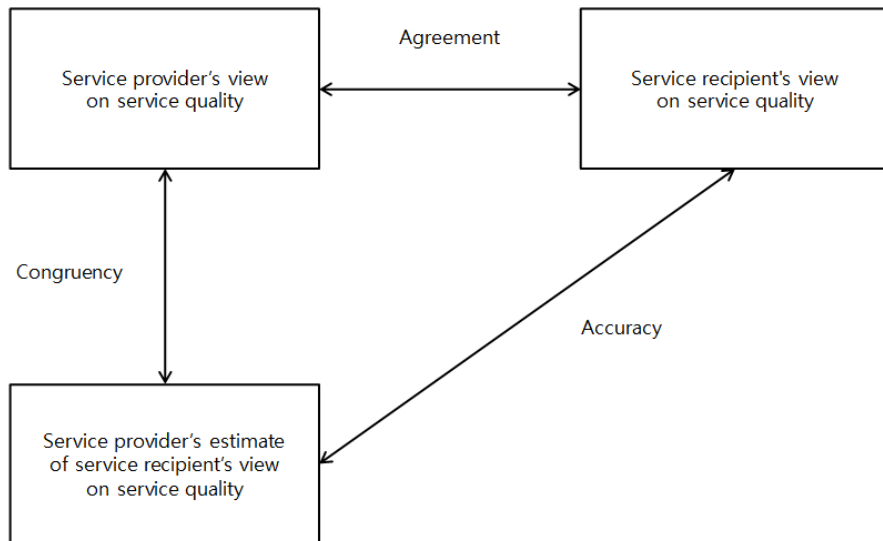 Agreement
Service provider’s view
on service quality
Service recipient's view
on service quality
Congruency
Accuracy
Service provider’s estimate
of service recipient’s view
on service quality